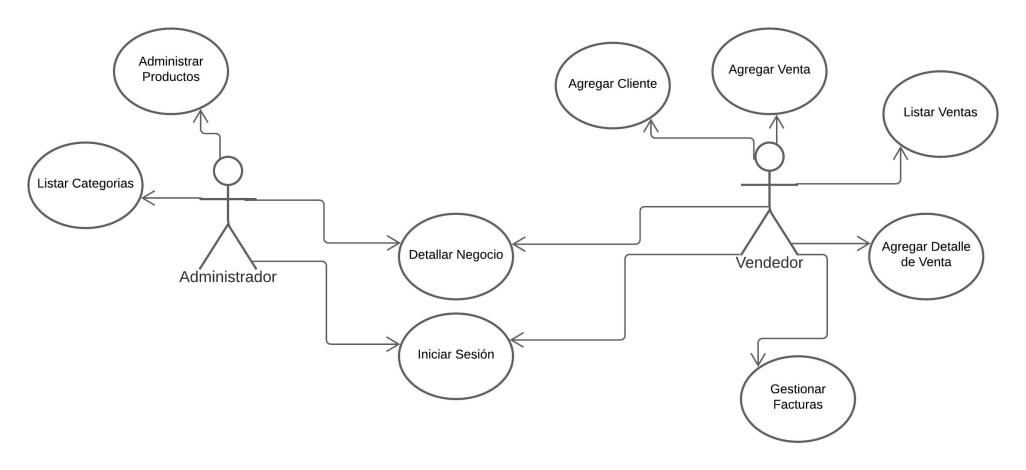 Administrar
Productos
Agregar Cliente
Agregar Venta
Listar Ventas
Listar Categorias
Detallar Negocio
Agregar Detalle
de Venta
Administrador
Vendedor
Iniciar Sesión
Gestionar
Facturas